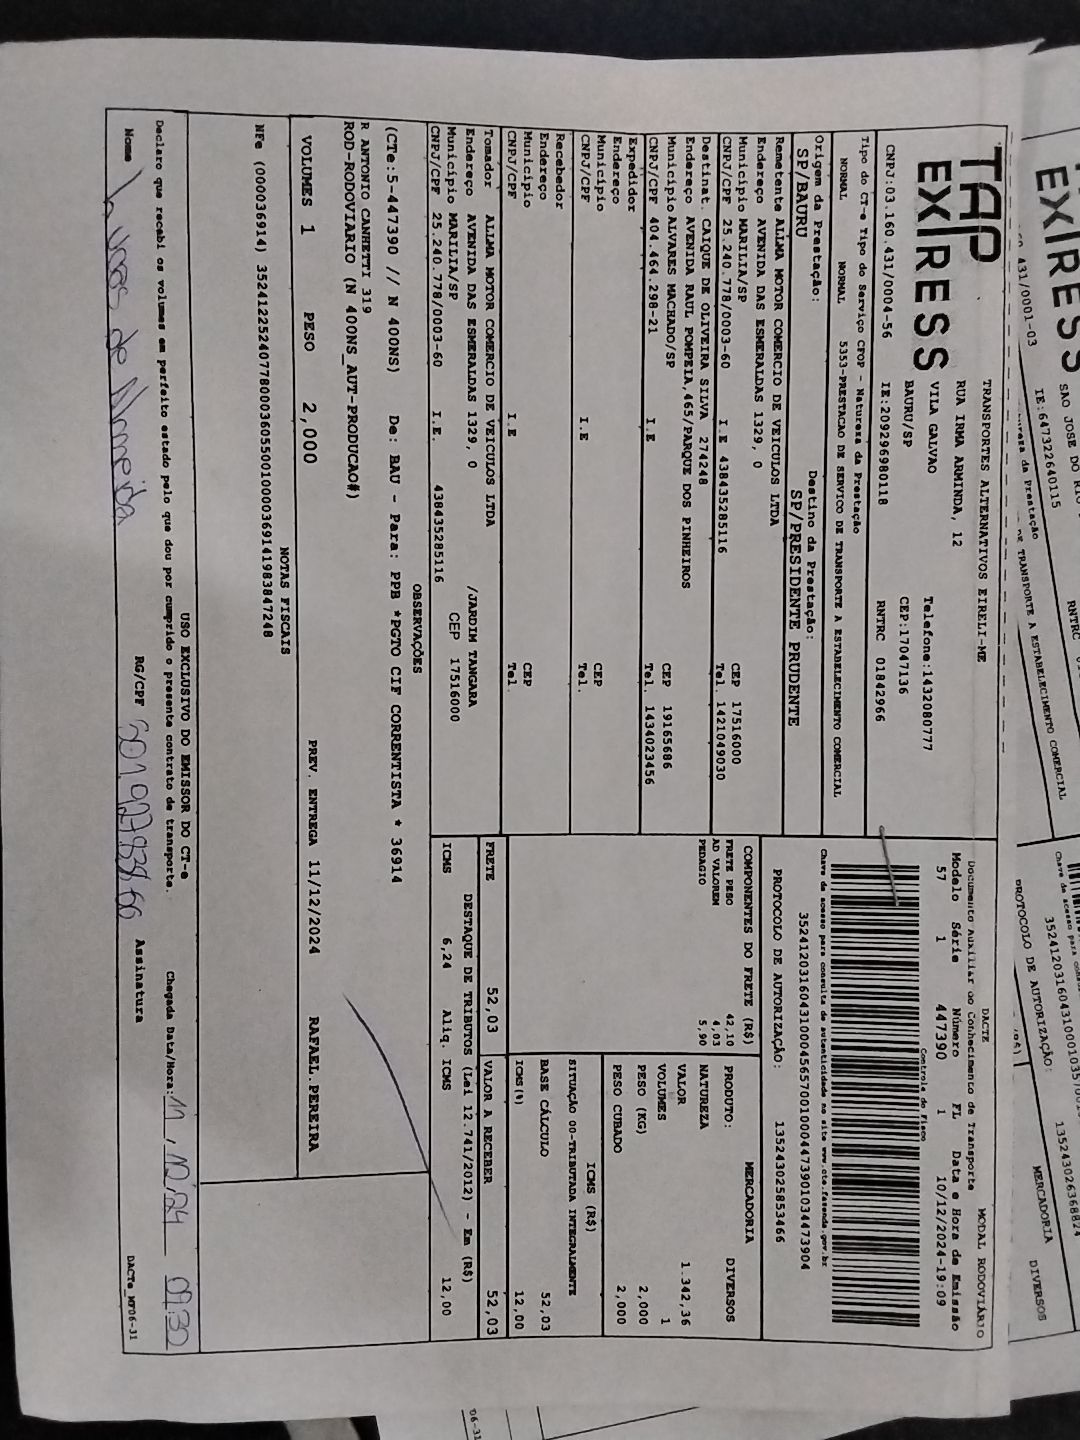 TAP
EXPRESS
TRANSPORTES ALTERNATIVOS EIRELI-ME
RUA IRMA ARMINDA, 12
VILA GALVAO Telefone:1432080777
BAURU/SP CEP:17047136
CNPJ:03.160.431/0004-56 IE:209296980118 RNTRC 01842966
Tipo do CT-e Tipo do Serviço CFOP - Natureza da Prestação
NORMAL NORMAL 5353-PRESTACAO DE SERVICO DE TRANSPORTE A ESTABELECIMENTO COMERCIAL
Origem da Prestação: Destino da Prestação:
SP/BAURU SP/PRESIDENTE PRUDENTE
Remetente ALLMA MOTOR COMERCIO DE VEICULOS LTDA
Endereço AVENIDA DAS ESMERALDAS 1329, 0
Municipio MARILIA/SP CEP 17516000
CNPJ/CPF 25.240.778/0003-60 I.E 438435285116 Tel. 1421049030
Destinat. CAIQUE DE OLIVEIRA SILVA 274248
Endereço AVENIDA RAUL POMPEIA,465/PARQUE DOS PINHEIROS
Municipio ALVARES MACHADO/SP CEP 19165686
CNPJ/CPF 404.464.298-21 I.E Tel. 1434023456
Expedidor
Endereço
Municipio CEP
CNPJ/CPF I.E Tel.
Recebedor
Endereço
Municipio CEP
CNPJ/CPF I.E Tel.
Tomador ALLMA MOTOR COMERCIO DE VEICULOS LTDA
Endereço AVENIDA DAS ESMERALDAS 1329, 0 /JARDIM TANGARA
Municipio MARILIA/SP CEP 17516000
CNPJ/CPF 25.240.778/0003-60 I.E. 438435285116
DACTE MODAL RODOVIÁRIO
Documento Auxiliar do Conhecimento de Transporte
Modelo Série Número FL Data e Hora de Emissão
57 1 447390 1 10/12/2024-19:09
Controle do Fisco
Chave de acesso para consulta de autenticidade no site www.cte.fazenda.gov.br
35241203160431000456570010004473901034473904
PROTOCOLO DE AUTORIZAÇÃO: 135243025853466
COMPONENTES DO FRETE (R$)
FRETE PESO 42,10
AD VALOREM 4,03
PEDAGIO 5,90
MERCADORIA
PRODUTO: DIVERSOS
NATUREZA
VALOR 1.342,36
VOLUMES 1
PESO (KG) 2,000
PESO CUBADO 2,000
ICMS (R$)
SITUAÇÃO 00-TRIBUTADA INTEGRALMENTE
BASE CÁLCULO 52,03
ICMS(%) 12,00
FRETE 52,03 VALOR A RECEBER 52,03
DESTAQUE DE TRIBUTOS (Lei 12.741/2012) - Em (R$)
ICMS 6,24 Aliq. ICMS 12,00
OBSERVAÇÕES
(CTe:5-447390 // N 400NS) De: BAU - Para: PPB *PGTO CIF CORRENTISTA * 36914
R ANTONIO CANHETTI 319
ROD-RODOVIARIO (N 400NS_AUT-PRODUCAO#)
VOLUMES 1 PESO 2,000 PREV. ENTREGA 11/12/2024 RAFAEL.PEREIRA
NOTAS FISCAIS
NFe (000036914) 35241225240778000360550010000369141983847248
USO EXCLUSIVO DO EMISSOR DO CT-e
Declaro que recebi os volumes em perfeito estado pelo que dou por cumprido o presente contrato de transporte. Chegada Data/Hora: 11/12/24 09:30
Nome de Almeida RG/CPF Assinatura
DACTe_MP06-31
EXPRESS
431/0001-03
SAO JOSE DO RIO
IE:647322640115
RNTRC
TRANSPORTE A ESTABELECIMENTO COMERCIAL
PROTOCOLO DE AUTORIZAÇÃO: 135243026368824
MERCADORIA
DIVERSOS
06-31